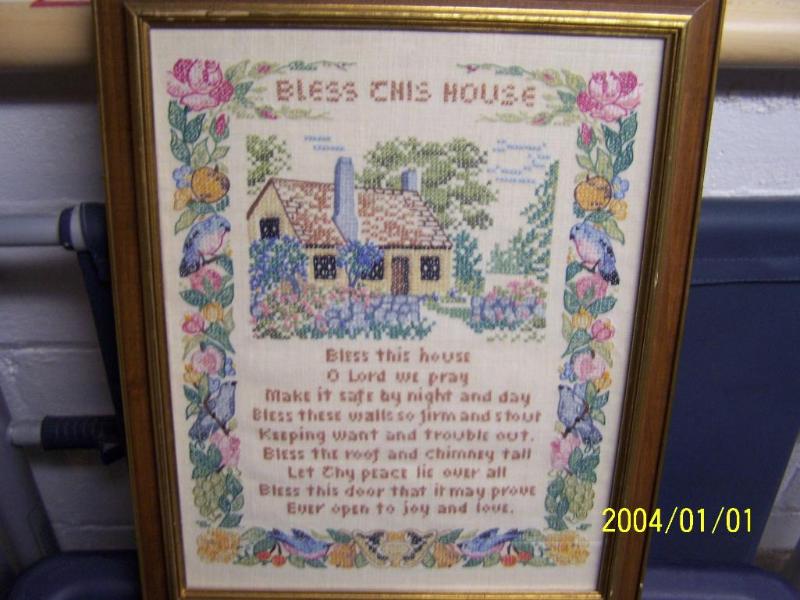 BLESS THIS HOUSE
Bless this house
O Lord we pray
Make it safe by night and day
Bless these walls so firm and stout
Keeping want and trouble out.
Bless the roof and chimney tall
Let Thy peace lie over all
Bless this door that it may prove
Ever open to joy and love.
2004/01/01